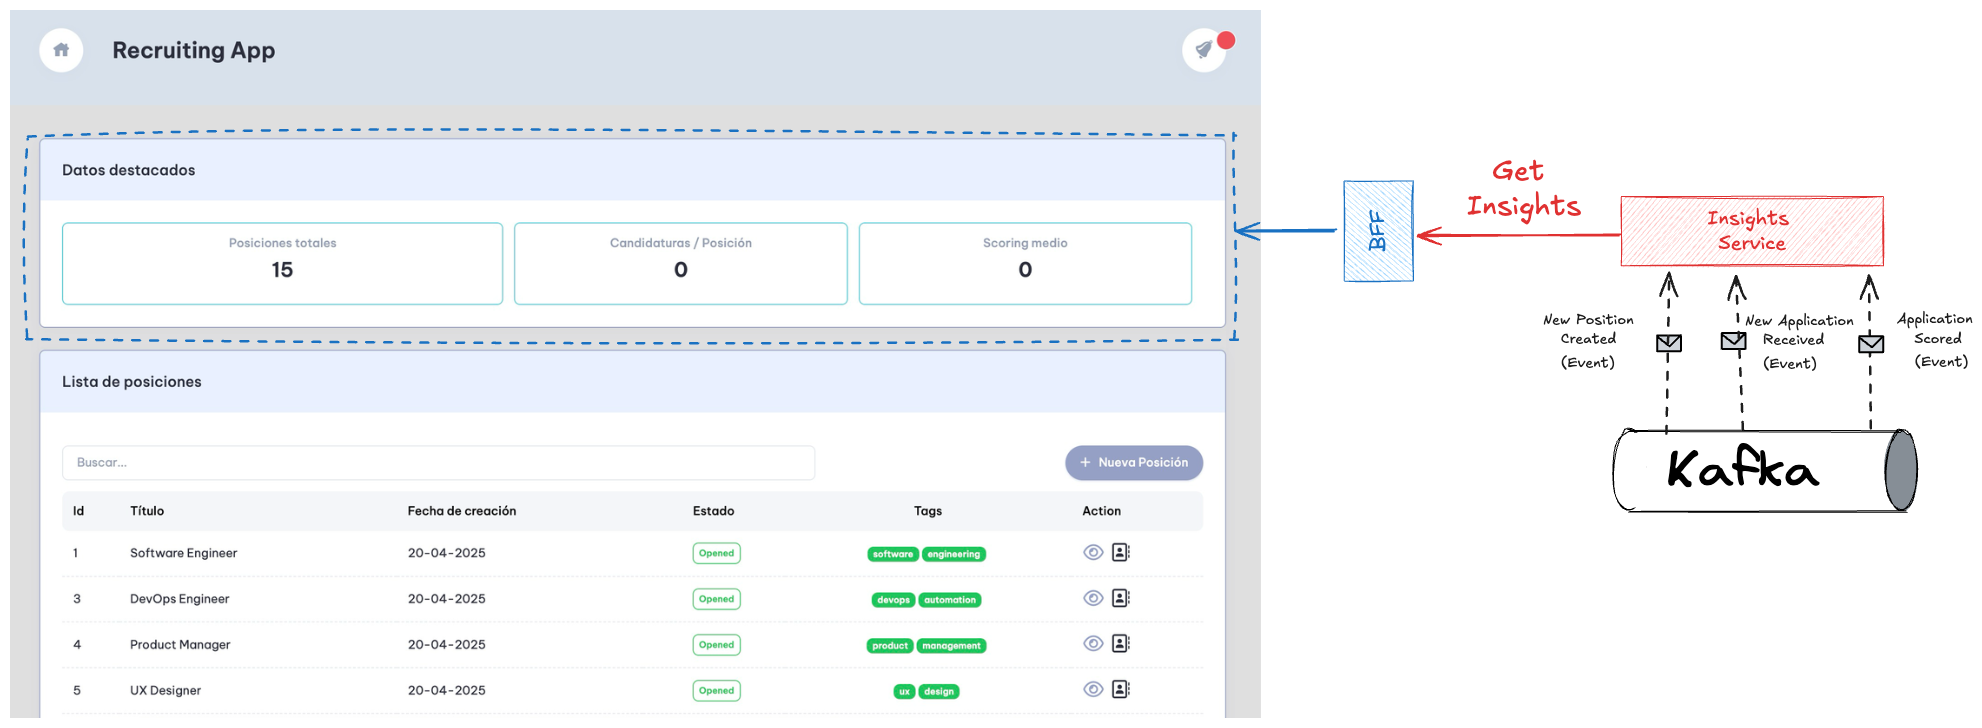 Recruiting App
Datos destacados
Posiciones totales
15
Candidaturas / Posición
0
Scoring medio
0
Lista de posiciones
Buscar...
+ Nueva Posición
Id Título Fecha de creación Estado Tags Action
1 Software Engineer 20-04-2025 Opened software engineering
3 DevOps Engineer 20-04-2025 Opened devops automation
4 Product Manager 20-04-2025 Opened product management
5 UX Designer 20-04-2025 Opened ux design
BFF
Get
Insights
Insights
Service
New Position
Created
(Event)
New Application
Received
(Event)
Application
Scored
(Event)
Kafka